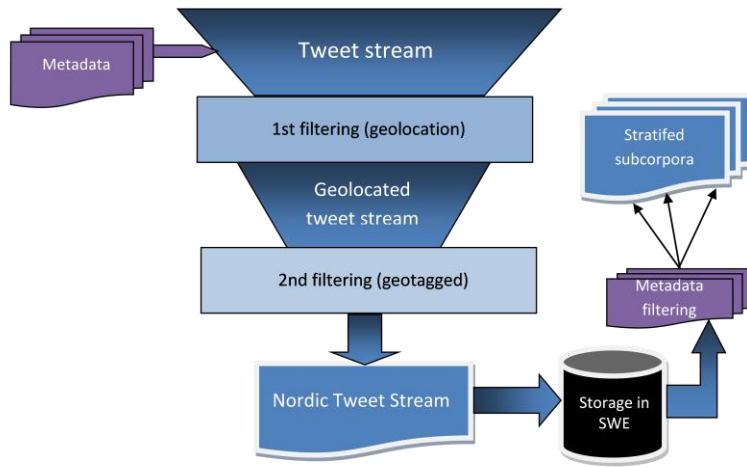 Tweet stream
Metadata
1st filtering (geolocation)
Stratifed
subcorpora
Geolocated
tweet stream
2nd filtering (geotagged)
Metadata
filtering
Nordic Tweet Stream
Storage in
SWE